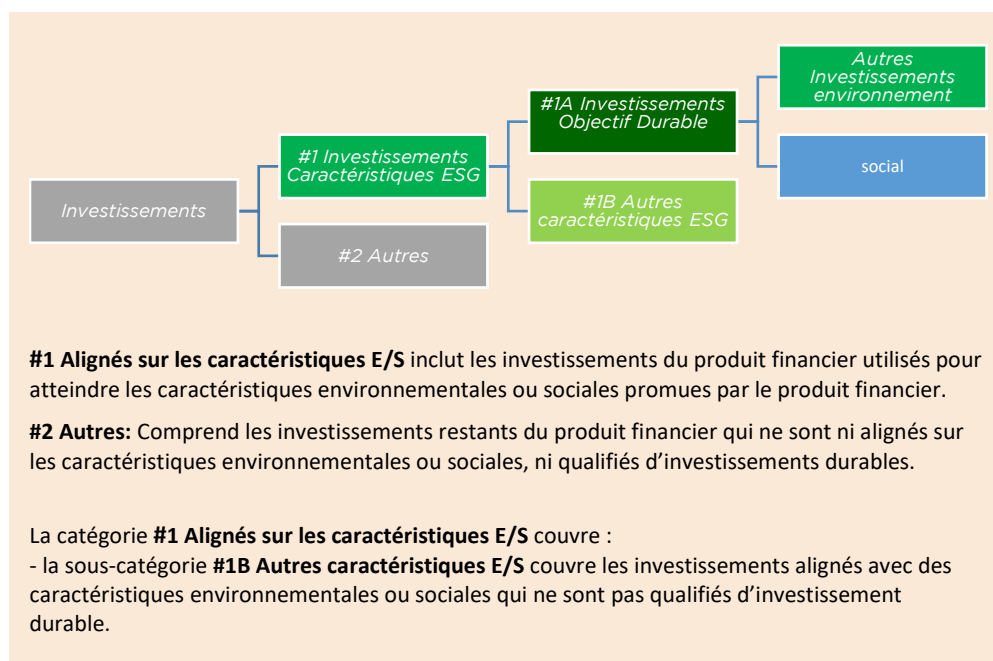 Autres
Investissements
environnement
#1A Investissements
Objectif Durable
#1 Investissements
Caractéristiques ESG
social
Investissements
#1B Autres
caractéristiques ESG
#2 Autres
#1 Alignés sur les caractéristiques E/S inclut les investissements du produit financier utilisés pour
atteindre les caractéristiques environnementales ou sociales promues par le produit financier.
#2 Autres: Comprend les investissements restants du produit financier qui ne sont ni alignés sur
les caractéristiques environnementales ou sociales, ni qualifiés d’investissements durables.
La catégorie #1 Alignés sur les caractéristiques E/S couvre :
- la sous-catégorie #1B Autres caractéristiques E/S couvre les investissements alignés avec des
caractéristiques environnementales ou sociales qui ne sont pas qualifiés d’investissement
durable.